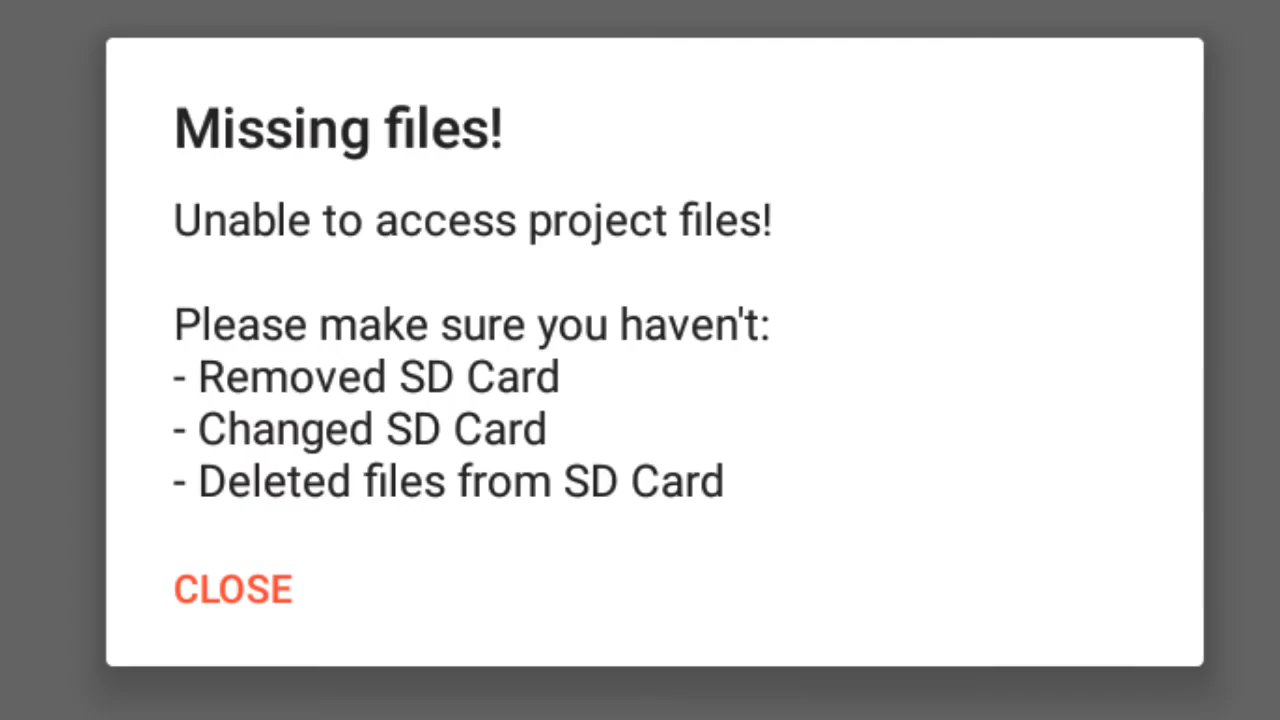 Missing files!
Unable to access project files!
Please make sure you haven't:
- Removed SD Card
- Changed SD Card
- Deleted files from SD Card
CLOSE